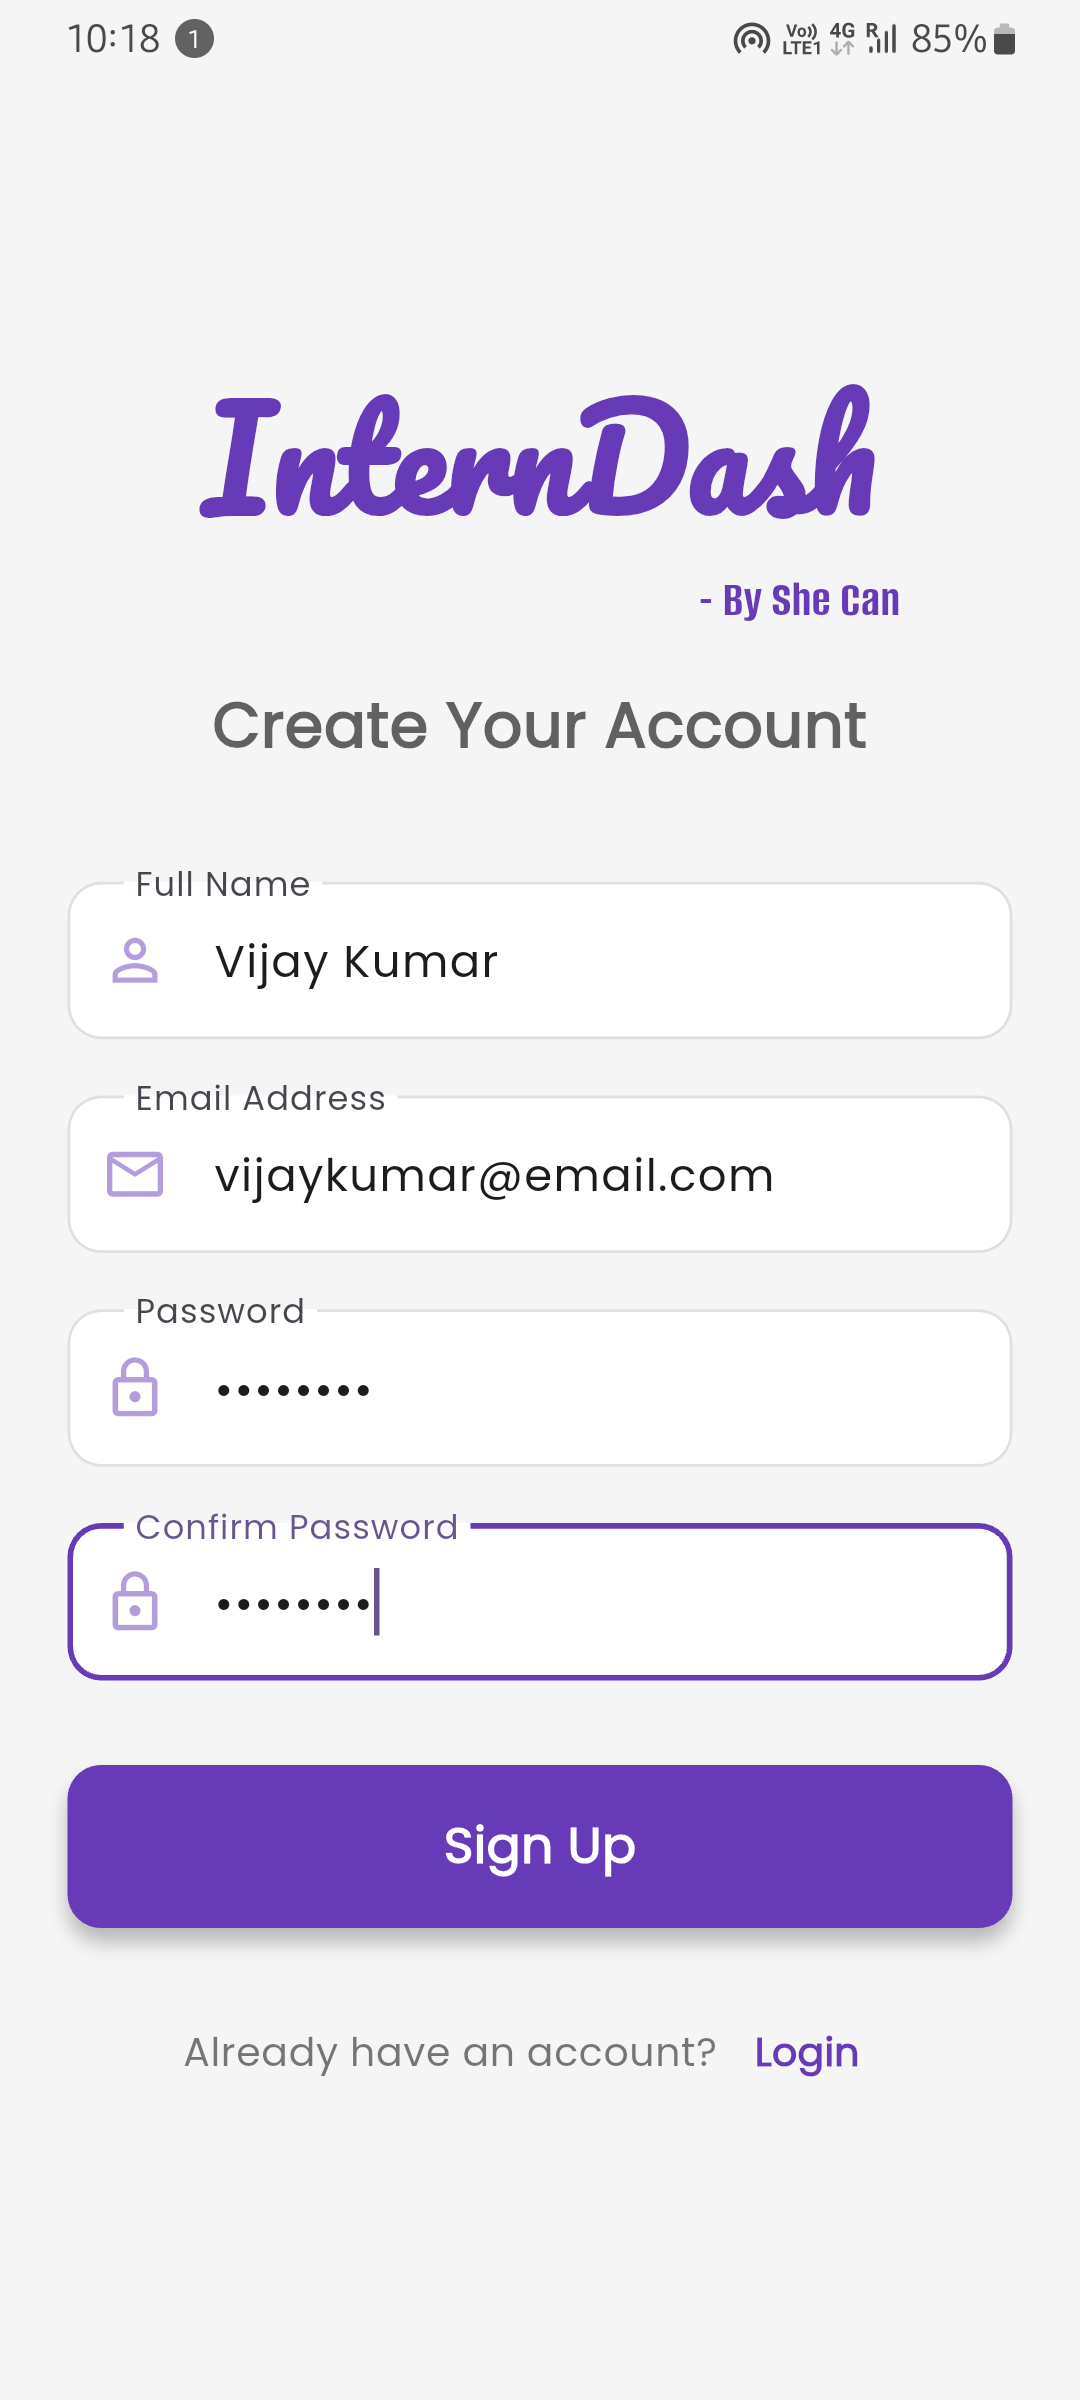 10:18 1 Vo)) LTE1 4G R 85%
InternDash
- By She Can
Create Your Account
Full Name
Vijay Kumar
Email Address
vijaykumar@email.com
Password
••••••••
Confirm Password
••••••••
Sign Up
Already have an account? Login